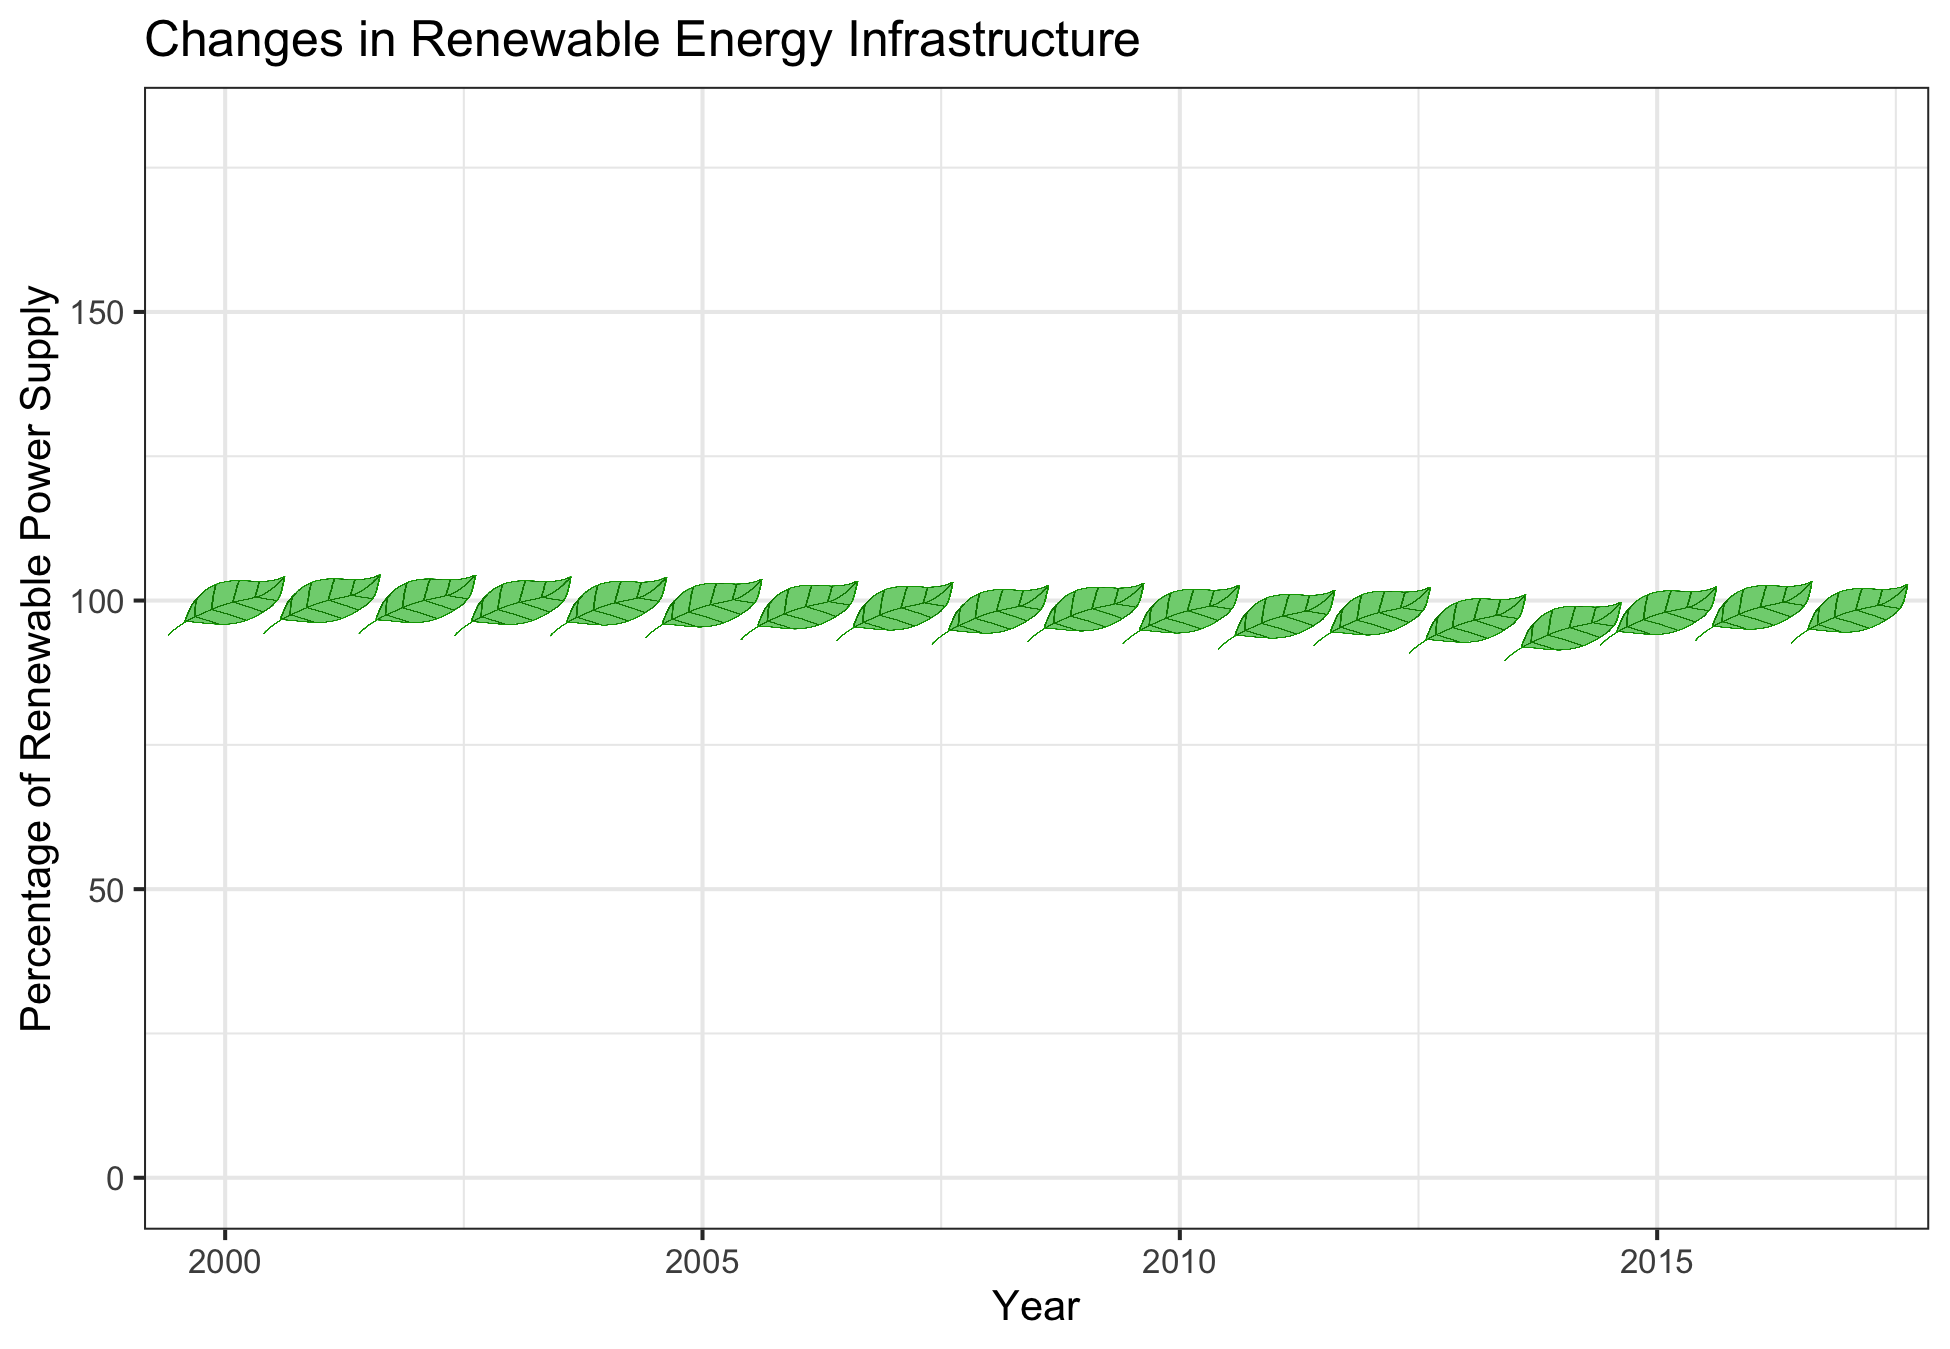 Changes in Renewable Energy Infrastructure
Percentage of Renewable Power Supply
150
100
50
0
2000 2005 2010 2015
Year